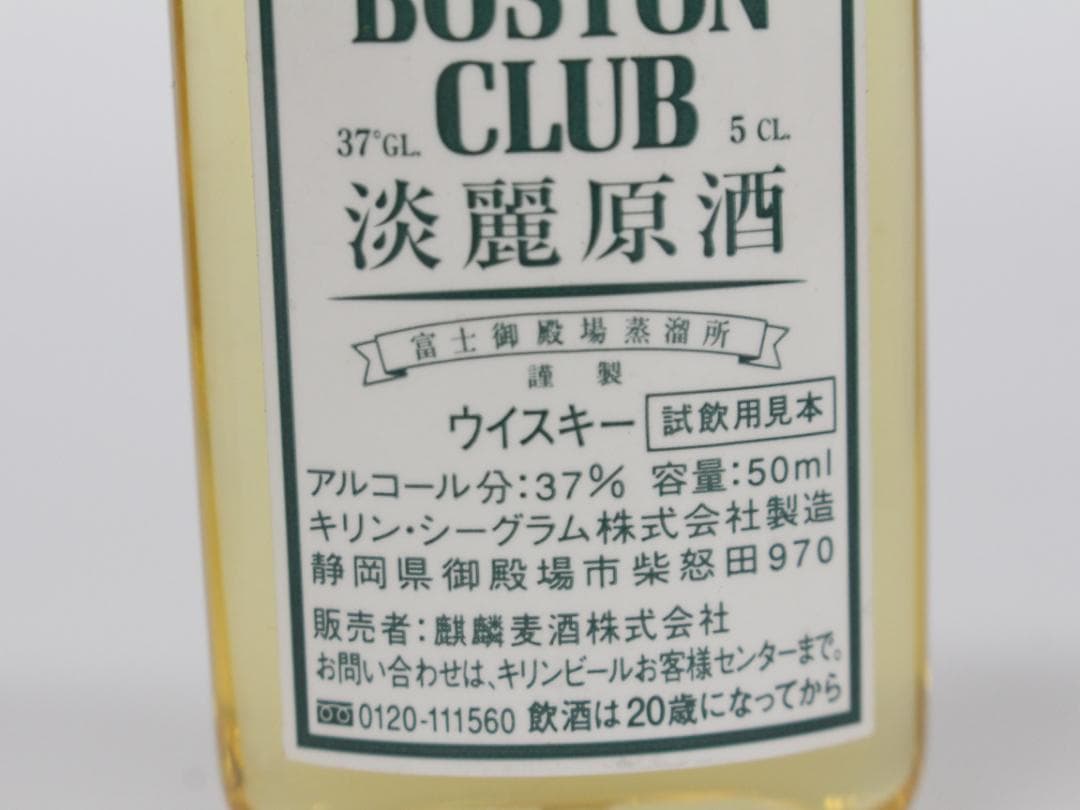 BOSTON
CLUB
37°GL. 5 CL.
淡麗原酒
富士御殿場蒸溜所
謹製
ウイスキー 試飲用見本
アルコール分:37% 容量:50ml
キリン・シーグラム株式会社製造
静岡県御殿場市柴怒田970
販売者:麒麟麦酒株式会社
お問い合わせは、キリンビールお客様センターまで。
0120-111560 飲酒は20歳になってから